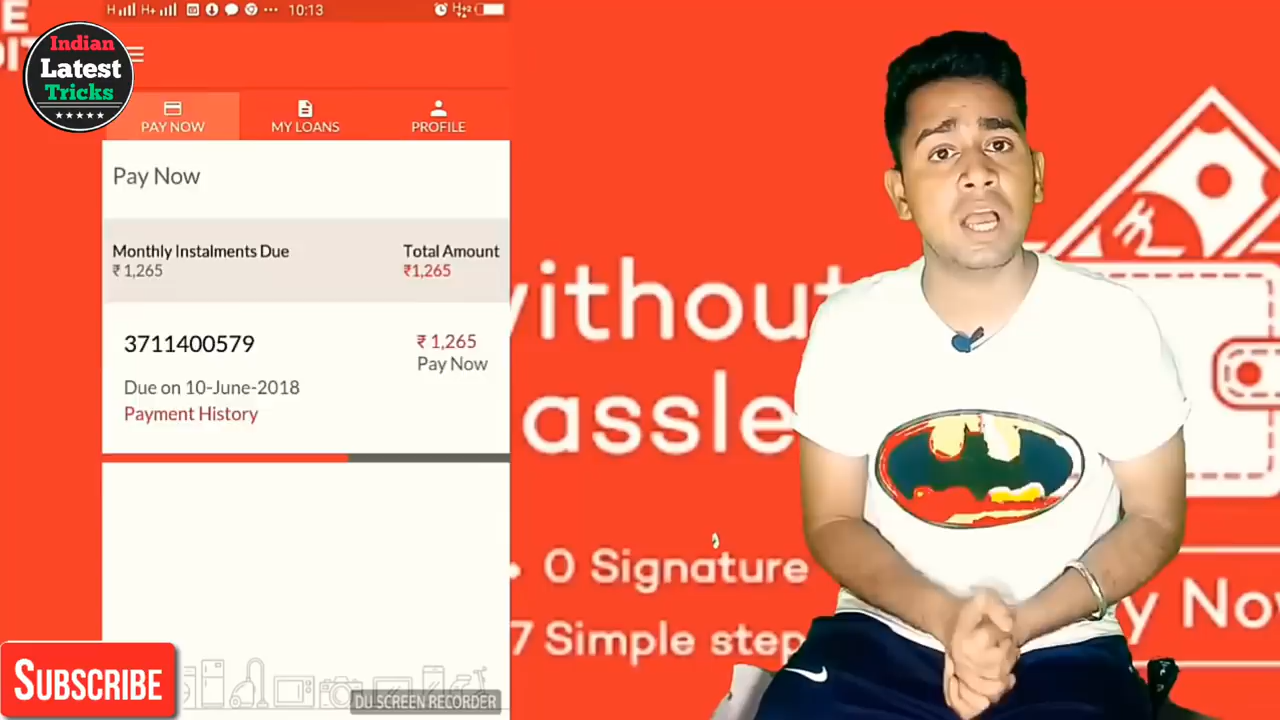 Indian
Latest
Tricks
10:13
PAY NOW
MY LOANS
PROFILE
Pay Now
Monthly Instalments Due
Total Amount
₹ 1,265
₹1,265
3711400579
₹ 1,265
Pay Now
Due on 10-June-2018
Payment History
ithou
assle
0 Signature
7 Simple step
y No
SUBSCRIBE
DU SCREEN RECORDER